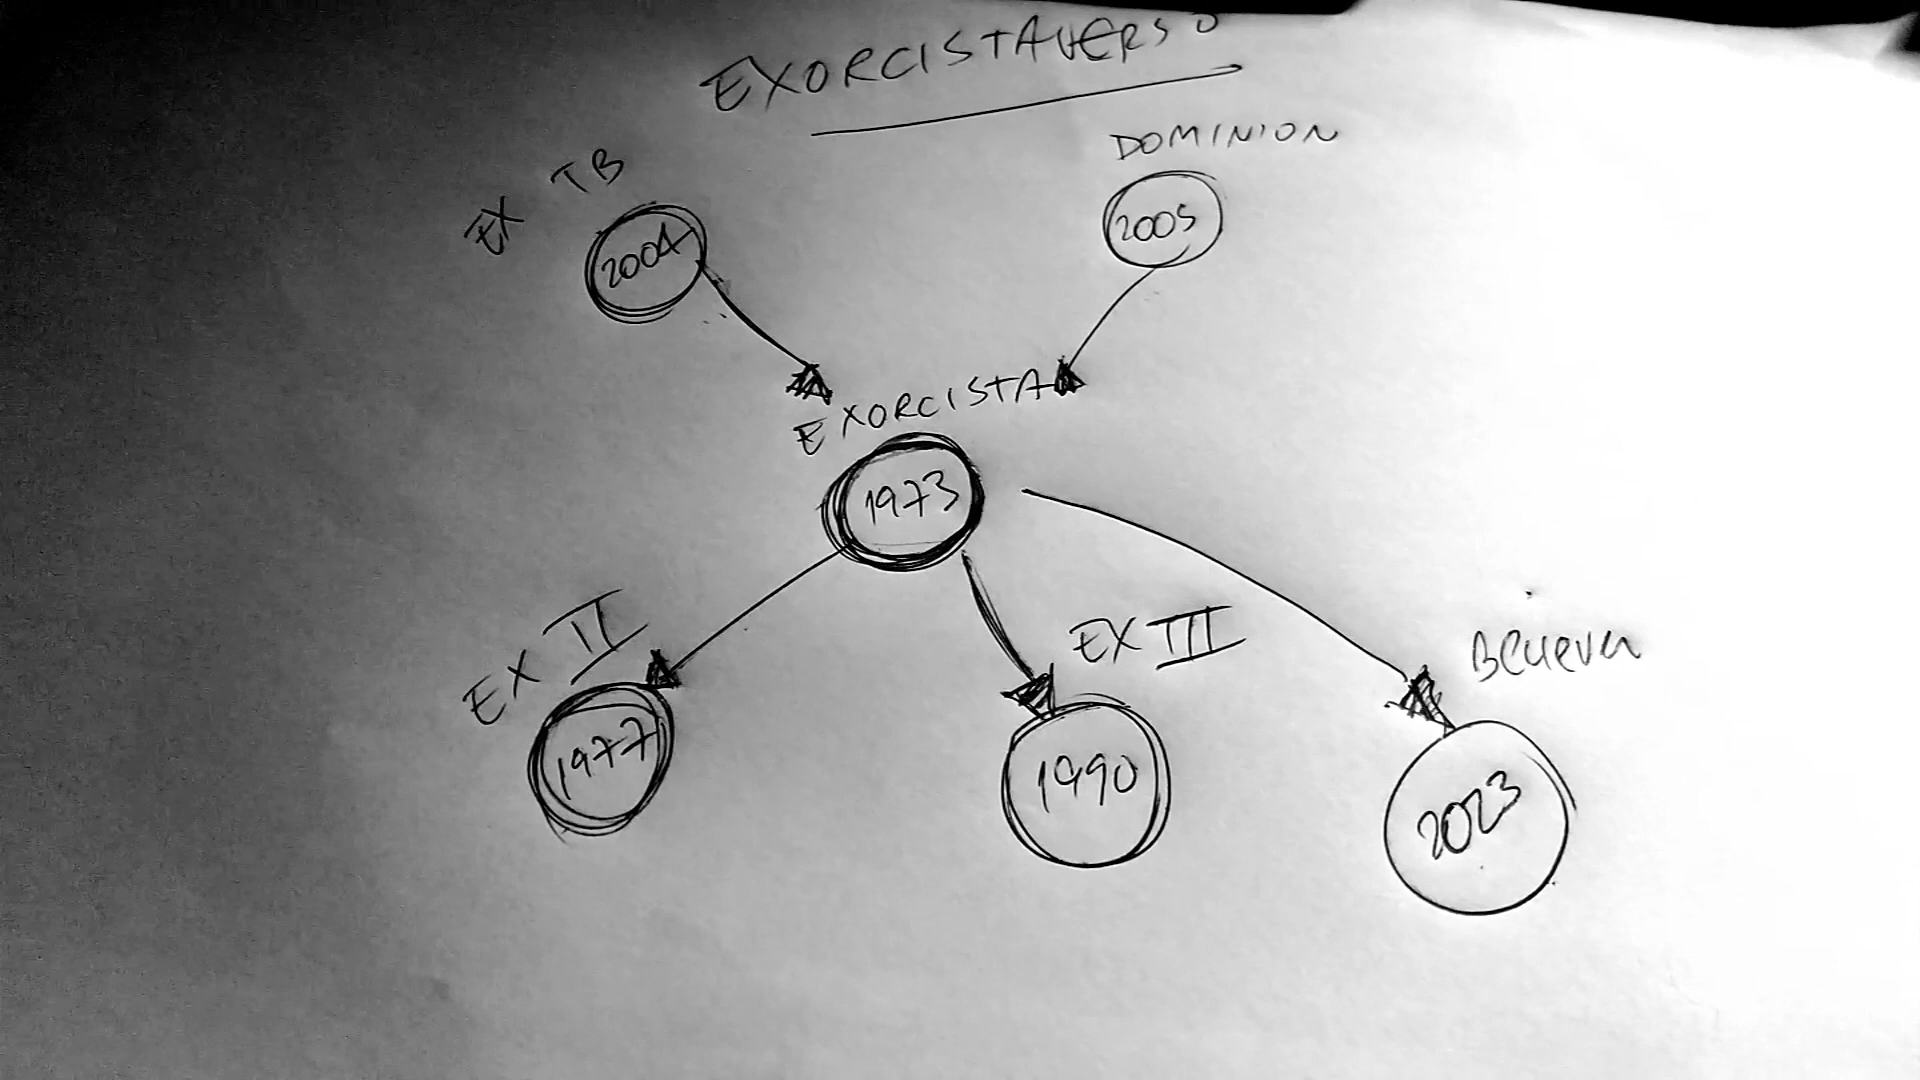 EXORCISTAVERSO
EX TB
2004
DOMINION
2005
EXORCISTA
1973
EX II
1977
EX III
1990
Believer
2023